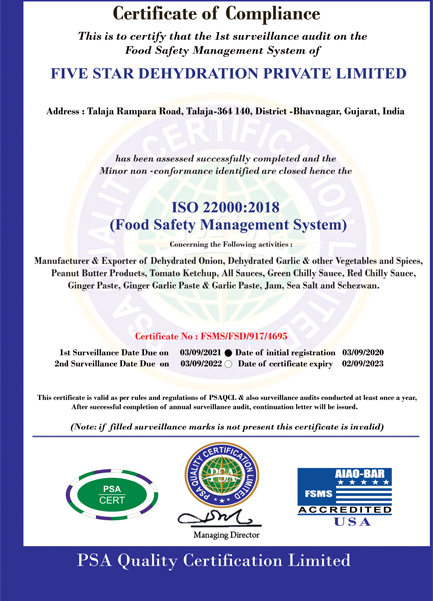 Certificate of Compliance
This is to certify that the 1st surveillance audit on the
Food Safety Management System of
FIVE STAR DEHYDRATION PRIVATE LIMITED
Address : Talaja Rampara Road, Talaja-364 140, District -Bhavnagar, Gujarat, India
has been assessed successfully completed and the
Minor non -conformance identified are closed hence the
ISO 22000:2018
(Food Safety Management System)
Concerning the Following activities :
Manufacturer & Exporter of Dehydrated Onion, Dehydrated Garlic & other Vegetables and Spices,
Peanut Butter Products, Tomato Ketchup, All Sauces, Green Chilly Sauce, Red Chilly Sauce,
Ginger Paste, Ginger Garlic Paste & Garlic Paste, Jam, Sea Salt and Schezwan.
Certificate No : FSMS/FSD/917/4695
1st Surveillance Date Due on 03/09/2021 Date of initial registration 03/09/2020
2nd Surveillance Date Due on 03/09/2022 Date of certificate expiry 02/09/2023
This certificate is valid as per rules and regulations of PSAQCL & also surveillance audits conducted at least once a year,
After successful completion of annual surveillance audit, continuation letter will be issued.
(Note: if filled surveillance marks is not present this certificate is invalid)
PSA
CERT
PSA QUALITY CERTIFICATION LIMITED
PSA
AIAO-BAR
FSMS
ACCREDITED
USA
Managing Director
PSA Quality Certification Limited